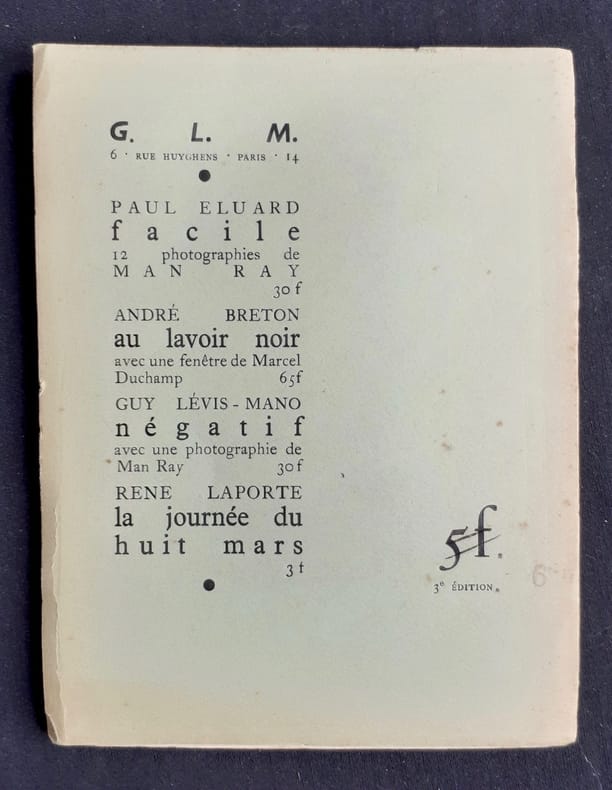 G. L. M.
6 · RUE HUYGHENS · PARIS · 14
PAUL ELUARD
facile
12 photographies de
MAN RAY
30 f
ANDRÉ BRETON
au lavoir noir
avec une fenêtre de Marcel
Duchamp 65f
GUY LÉVIS-MANO
négatif
avec une photographie de
Man Ray 30 f
RENE LAPORTE
la journée du
huit mars
3 f
5f.
3e ÉDITION.